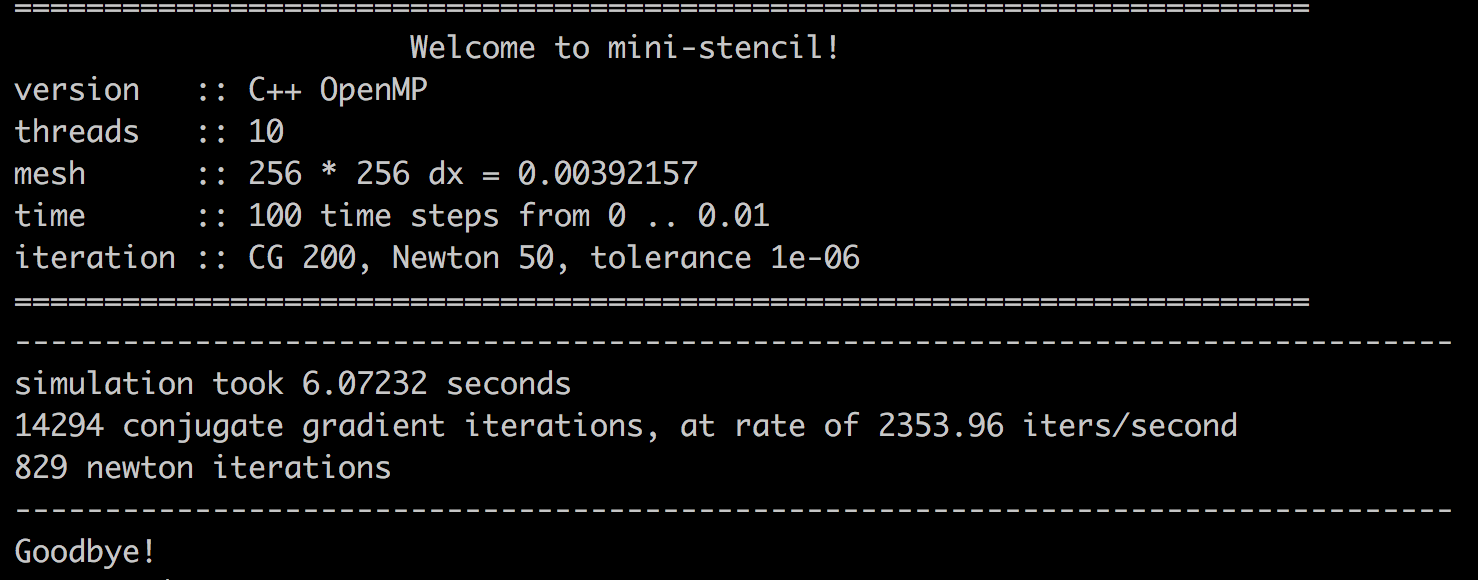 ========================================================================
Welcome to mini-stencil!
version   :: C++ OpenMP
threads   :: 10
mesh      :: 256 * 256 dx = 0.00392157
time      :: 100 time steps from 0 .. 0.01
iteration :: CG 200, Newton 50, tolerance 1e-06
========================================================================
--------------------------------------------------------------------------------
simulation took 6.07232 seconds
14294 conjugate gradient iterations, at rate of 2353.96 iters/second
829 newton iterations
--------------------------------------------------------------------------------
Goodbye!